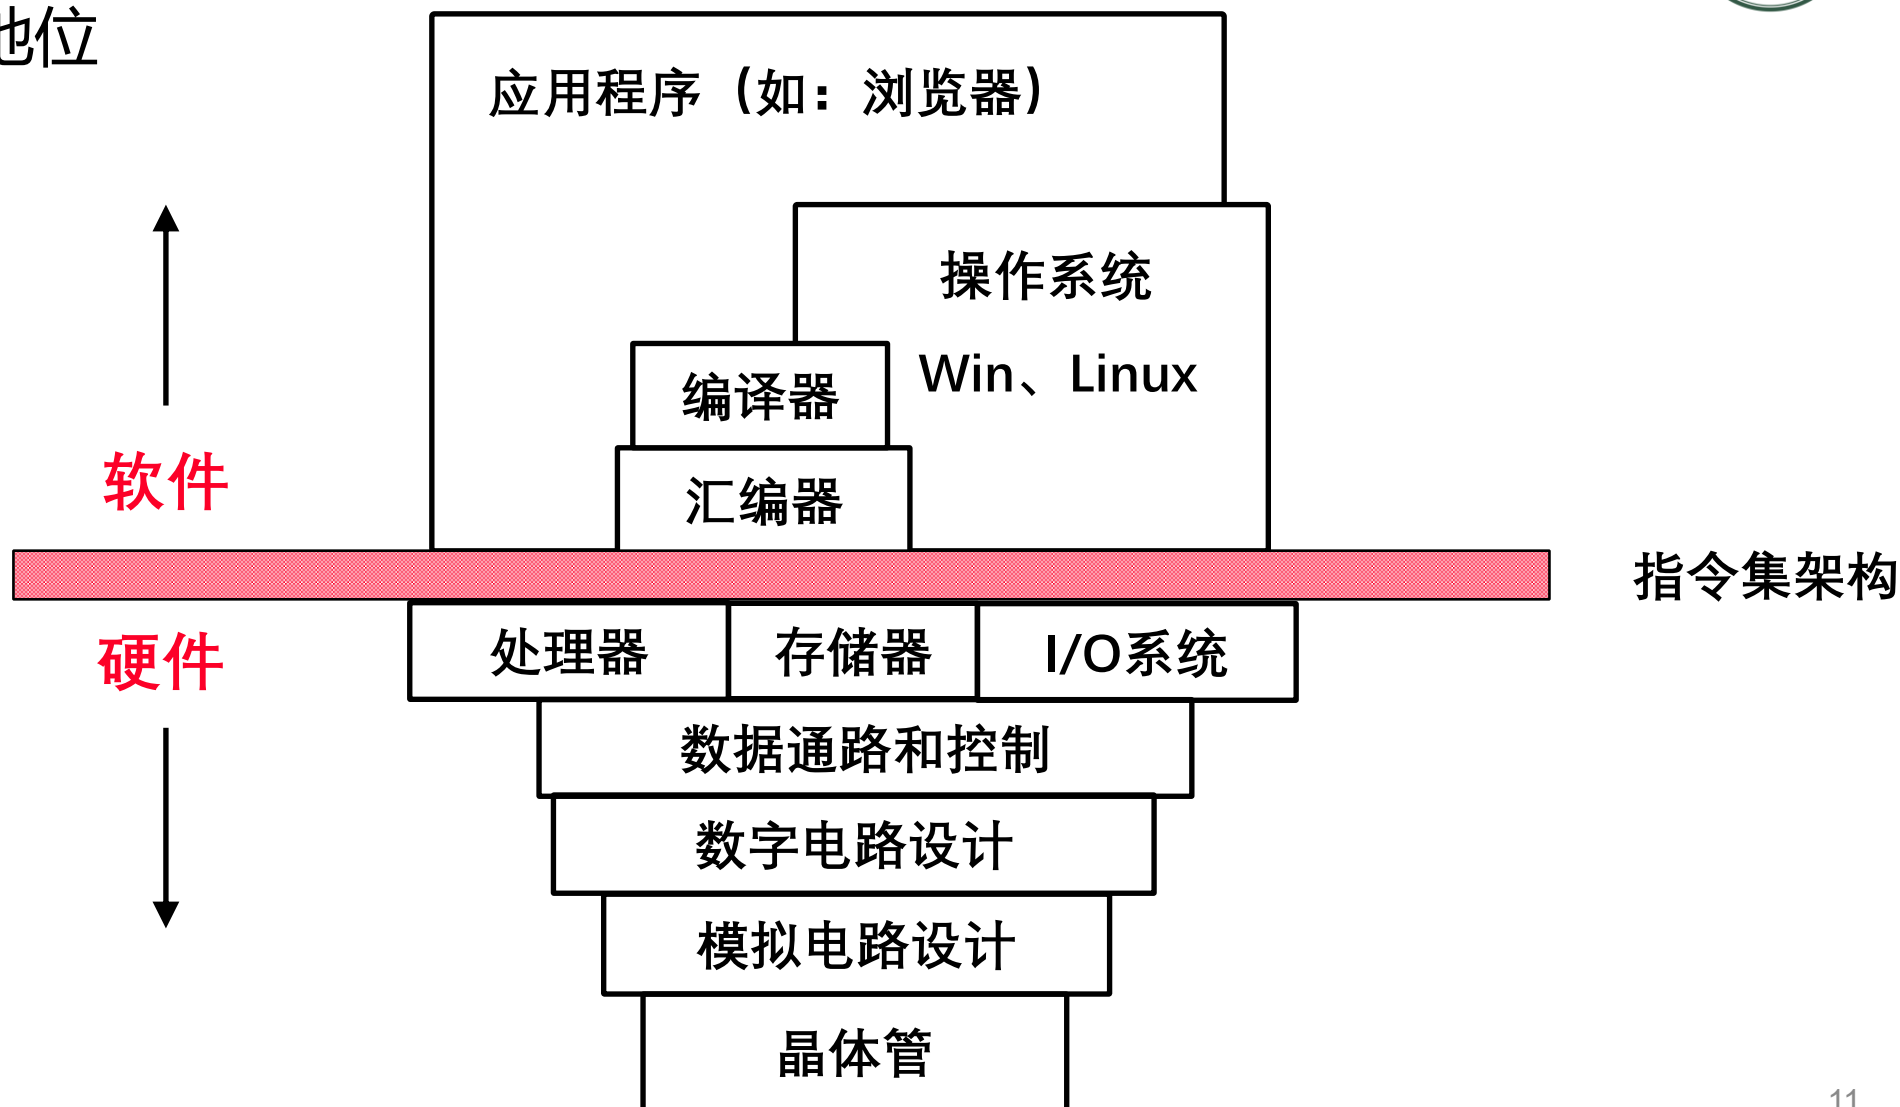 地位
应用程序（如：浏览器）
操作系统
Win、Linux
编译器
汇编器
软件
指令集架构
硬件
处理器
存储器
I/O系统
数据通路和控制
数字电路设计
模拟电路设计
晶体管
11